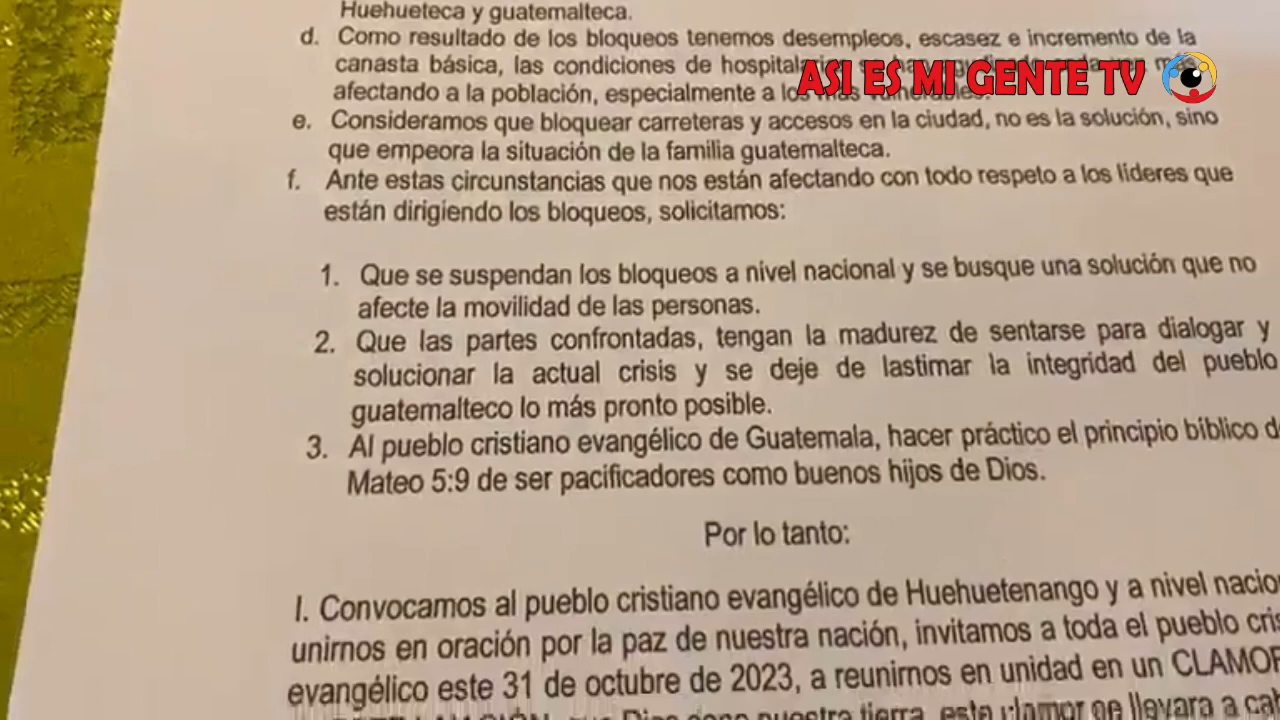 Huehueteca y guatemalteca.
d. Como resultado de los bloqueos tenemos desempleos, escasez e incremento de la
canasta básica, las condiciones de
ASI ES MI GENTE TV
afectando a la población, especialmente a los más vulnerables.
e. Consideramos que bloquear carreteras y accesos en la ciudad, no es la solución, sino
que empeora la situación de la familia guatemalteca.
f. Ante estas circunstancias que nos están afectando con todo respeto a los líderes que
están dirigiendo los bloqueos, solicitamos:
1. Que se suspendan los bloqueos a nivel nacional y se busque una solución que no
afecte la movilidad de las personas.
2. Que las partes confrontadas, tengan la madurez de sentarse para dialogar y
solucionar la actual crisis y se deje de lastimar la integridad del pueblo
guatemalteco lo más pronto posible.
3. Al pueblo cristiano evangélico de Guatemala, hacer práctico el principio bíblico
Mateo 5:9 de ser pacificadores como buenos hijos de Dios.
Por lo tanto:
I. Convocamos al pueblo cristiano evangélico de Huehuetenango y a nivel
unirnos en oración por la paz de nuestra nación, invitamos a toda el pueblo
evangélico este 31 de octubre de 2023, a reunirnos en unidad en un
nuestra tierra, este clamor se llevara a